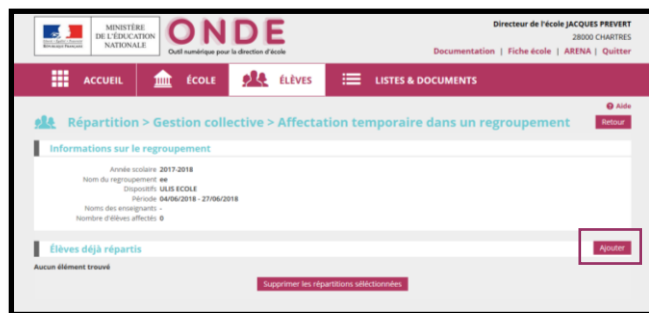 MINISTÈRE
DE L'ÉDUCATION
NATIONALE
ONDE
Outil numérique pour la direction d'école
Directeur de l'école JACQUES PREVERT
28000 CHARTRES
Documentation | Fiche école | ARENA | Quitter
ACCUEIL ÉCOLE ÉLÈVES LISTES & DOCUMENTS
Aide
Répartition > Gestion collective > Affectation temporaire dans un regroupement Retour
Informations sur le regroupement
Année scolaire 2017-2018
Nom du regroupement ee
Dispositifs ULIS ECOLE
Période 04/06/2018 - 27/06/2018
Noms des enseignants -
Nombre d'élèves affectés 0
Élèves déjà répartis Ajouter
Aucun élément trouvé
Supprimer les répartitions séléctionnées